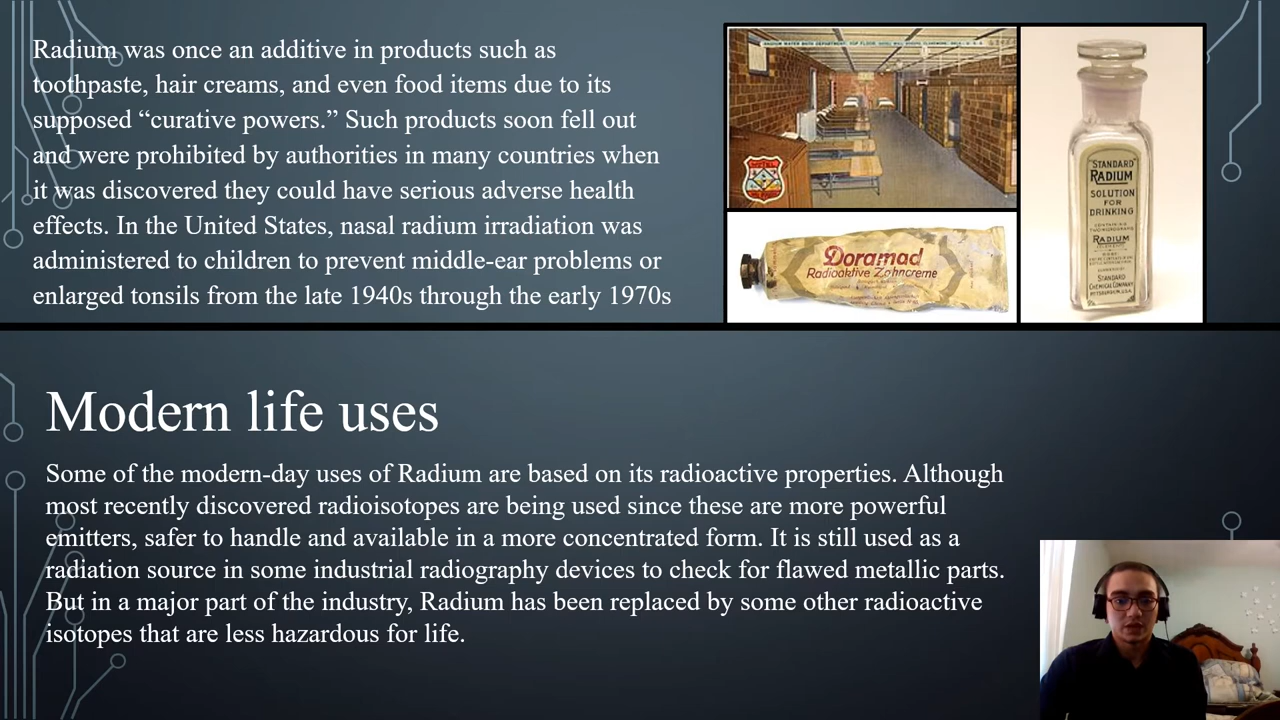 Radium was once an additive in products such as
toothpaste, hair creams, and even food items due to its
supposed “curative powers.” Such products soon fell out
and were prohibited by authorities in many countries when
it was discovered they could have serious adverse health
effects. In the United States, nasal radium irradiation was
administered to children to prevent middle-ear problems or
enlarged tonsils from the late 1940s through the early 1970s
Doramad
Radioaktive Zahncreme
"STANDARD"
RADIUM
SOLUTION
FOR
DRINKING
RADIUM
STANDARD
CHEMICAL COMPANY
PITTSBURGH, U.S.A.
Modern life uses
Some of the modern-day uses of Radium are based on its radioactive properties. Although
most recently discovered radioisotopes are being used since these are more powerful
emitters, safer to handle and available in a more concentrated form. It is still used as a
radiation source in some industrial radiography devices to check for flawed metallic parts.
But in a major part of the industry, Radium has been replaced by some other radioactive
isotopes that are less hazardous for life.